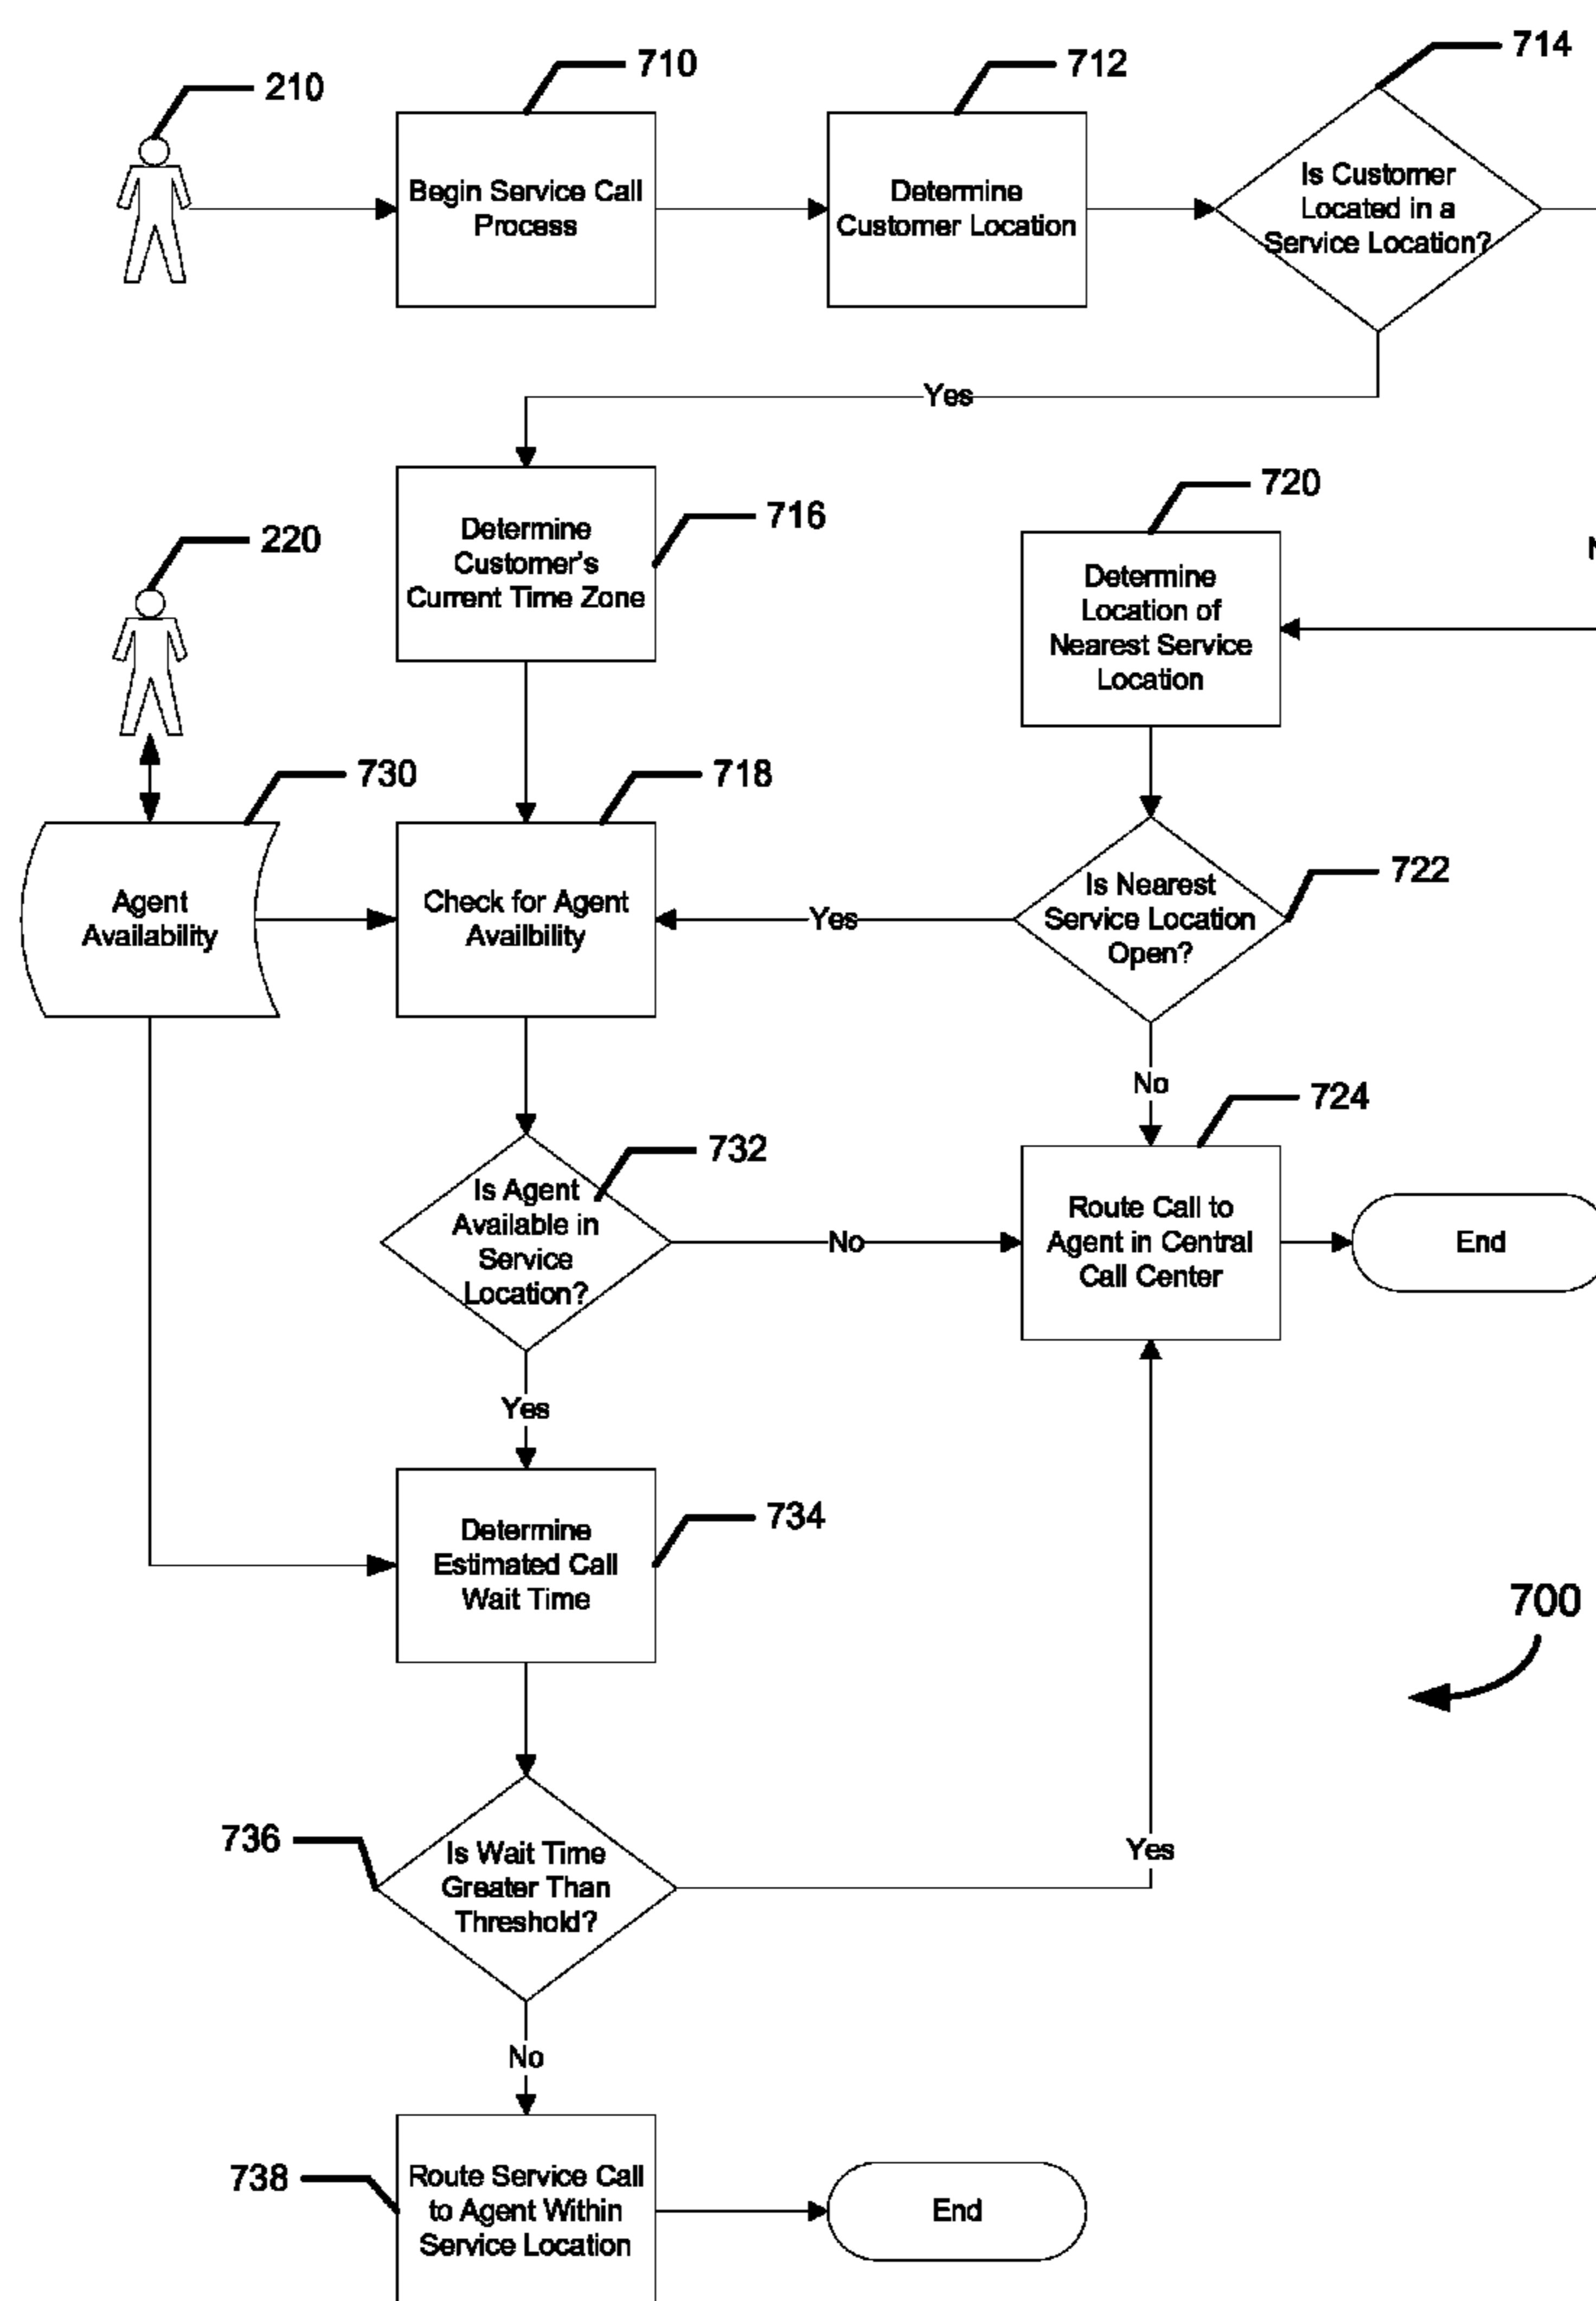 210
710
712
714
Begin Service Call
Process
Determine
Customer Location
Is Customer
Located in a
Service Location?
Yes
220
Determine
Customer's
Current Time Zone
716
720
Determine
Location of
Nearest Service
Location
730
718
Agent
Availability
Check for Agent
Availbility
Yes
Is Nearest
Service Location
Open?
722
No
732
724
Is Agent
Available in
Service
Location?
No
Route Call to
Agent in Central
Call Center
End
Yes
Determine
Estimated Call
Wait Time
734
700
736
Is Wait Time
Greater Than
Threshold?
Yes
No
738
Route Service Call
to Agent Within
Service Location
End